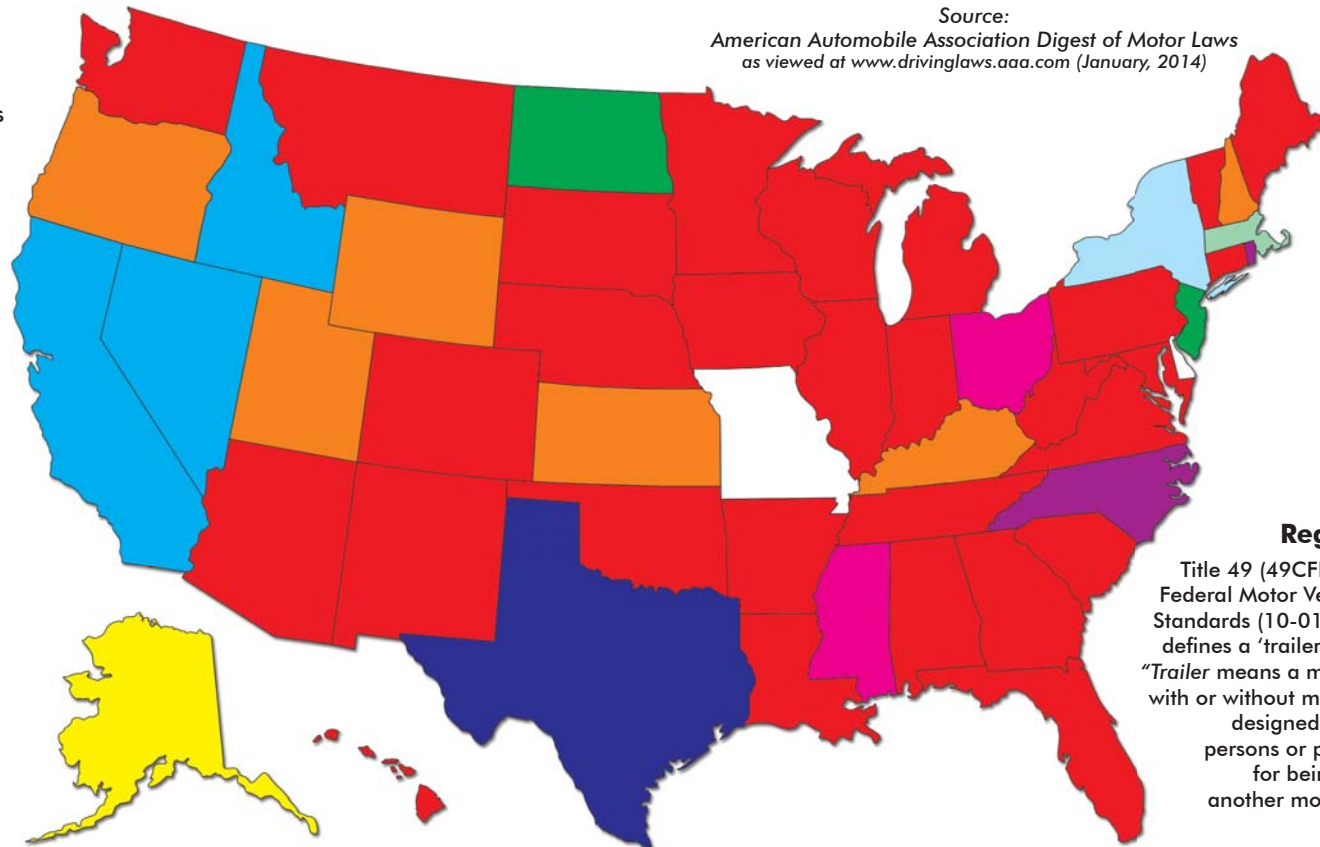 Source:
American Automobile Association Digest of Motor Laws
as viewed at www.drivinglaws.aaa.com (January, 2014)
s
Reg
Title 49 (49CF
Federal Motor Ve
Standards (10-01
defines a ‘trailer
“Trailer means a m
with or without m
designed
persons or p
for bein
another mo